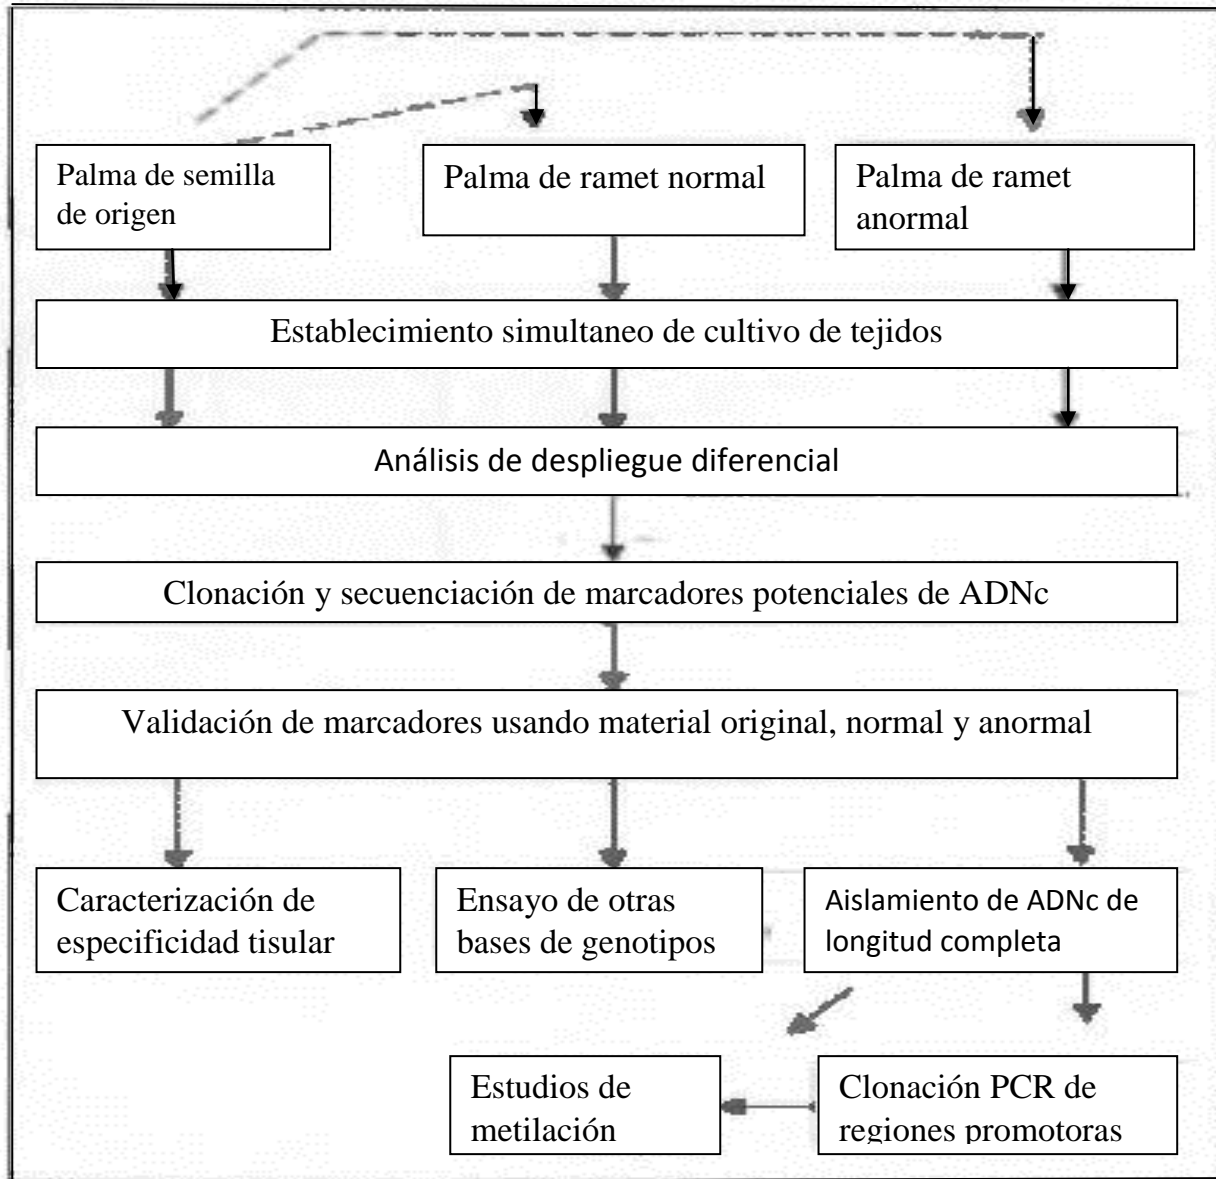 Palma de semilla
de origen
Palma de ramet normal
Palma de ramet
anormal
Establecimiento simultaneo de cultivo de tejidos
Análisis de despliegue diferencial
Clonación y secuenciación de marcadores potenciales de ADNc
Validación de marcadores usando material original, normal y anormal
Caracterización de
especificidad tisular
Ensayo de otras
bases de genotipos
Aislamiento de ADNc de
longitud completa
Estudios de
metilación
Clonación PCR de
regiones promotoras